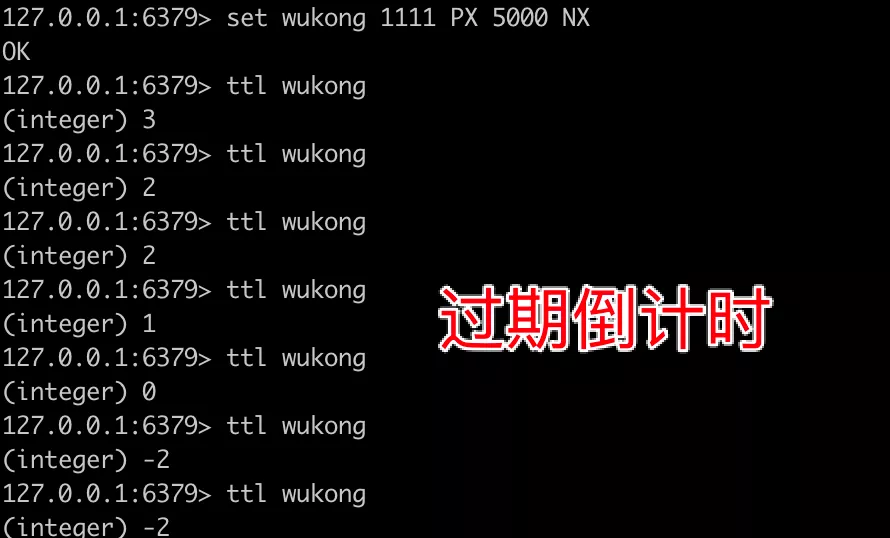 127.0.0.1:6379> set wukong 1111 PX 5000 NX
OK
127.0.0.1:6379> ttl wukong
(integer) 3
127.0.0.1:6379> ttl wukong
(integer) 2
127.0.0.1:6379> ttl wukong
(integer) 2
127.0.0.1:6379> ttl wukong
(integer) 1
过期倒计时
127.0.0.1:6379> ttl wukong
(integer) 0
127.0.0.1:6379> ttl wukong
(integer) -2
127.0.0.1:6379> ttl wukong
(integer) -2